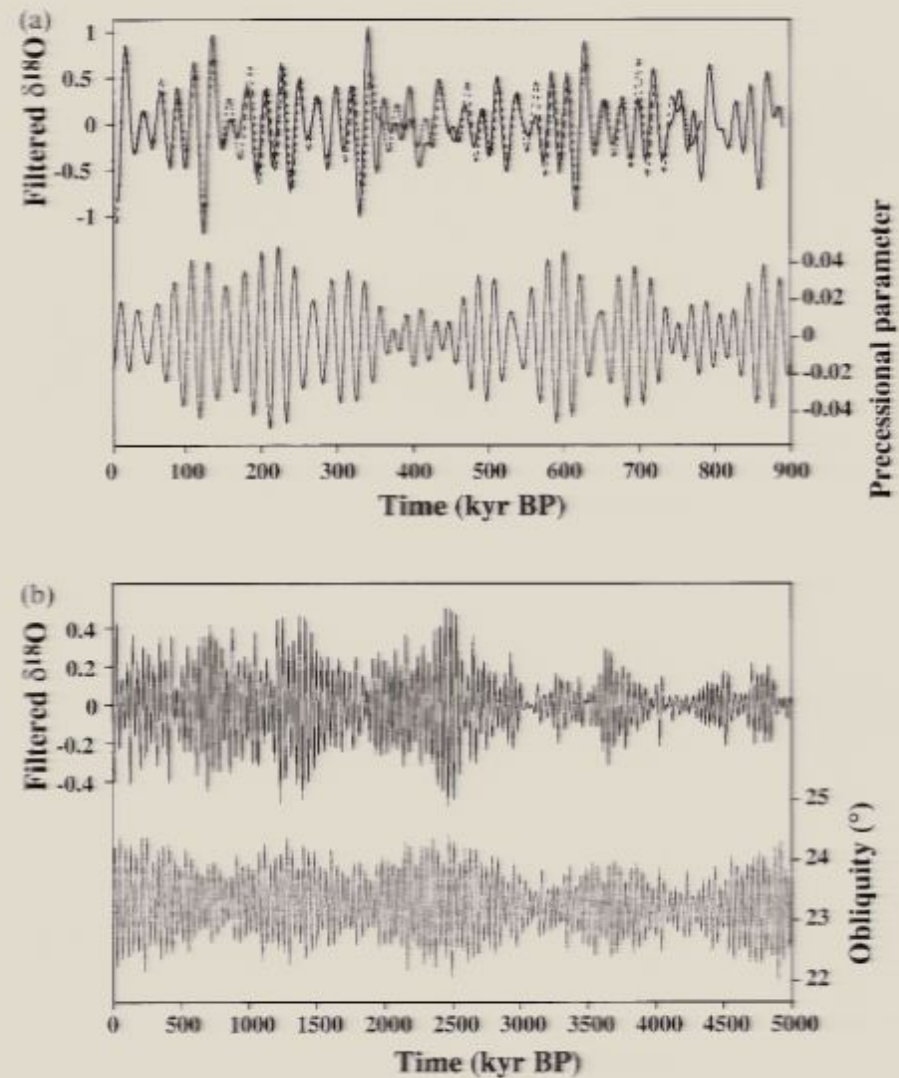 (a)
Filtered δ18O
1
0.5
0
-0.5
-1
0.04
0.02
0
-0.02
-0.04
Precessional parameter
0 100 200 300 400 500 600 700 800 900
Time (kyr BP)
(b)
Filtered δ18O
0.4
0.2
0
-0.2
-0.4
25
24
23
22
Obliquity (°)
0 500 1000 1500 2000 2500 3000 3500 4000 4500 5000
Time (kyr BP)